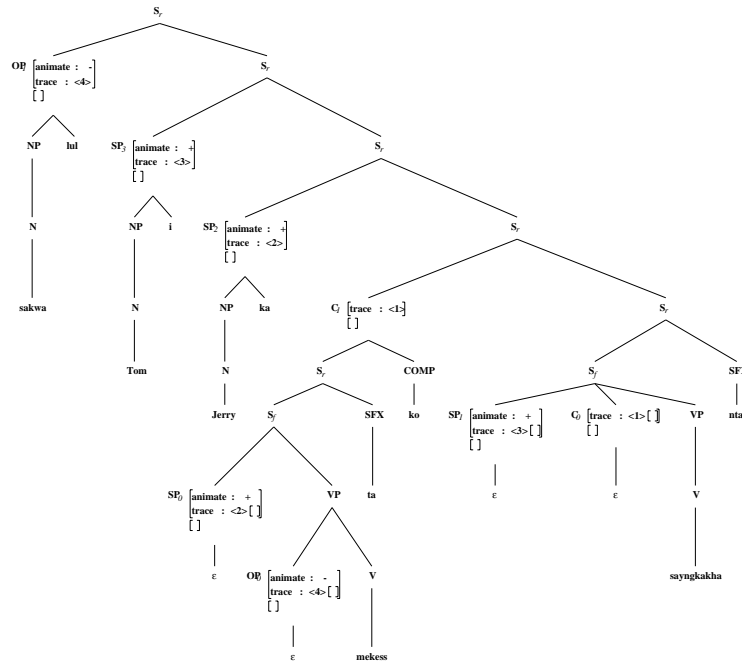 S_r
OP_1 [animate : -
S_r
trace : <4>]
[ ]
NP lul SP_3 [animate : + S_r
trace : <3>]
[ ]
N NP i SP_2 [animate : + S_r
trace : <2>]
[ ]
sakwa N NP ka C_1 [trace : <1>] S_r
[ ]
Tom N S_r COMP S_f SF
Jerry S_f SFX ko SP_1 [animate : + C_0 [trace : <1>[ ] VP nta
trace : <3>[ ]
[ ] [ ]
SP_0 [animate : + VP ta ε ε V
trace : <2>[ ]
[ ]
ε OP_0 [animate : - V sayngkakha
trace : <4>[ ]
[ ]
ε mekess